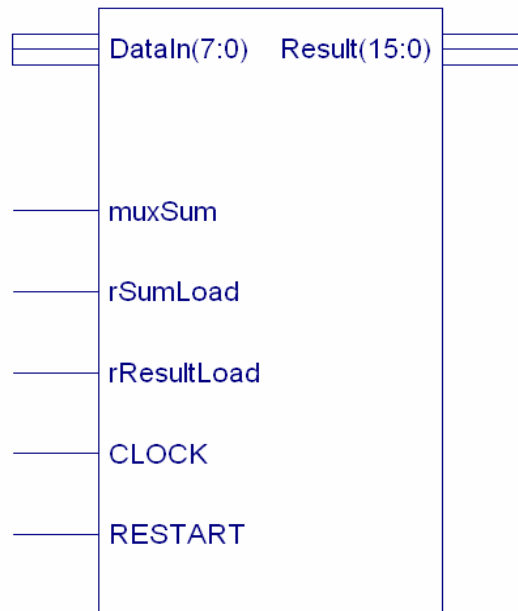 DataIn(7:0) Result(15:0)
muxSum
rSumLoad
rResultLoad
CLOCK
RESTART